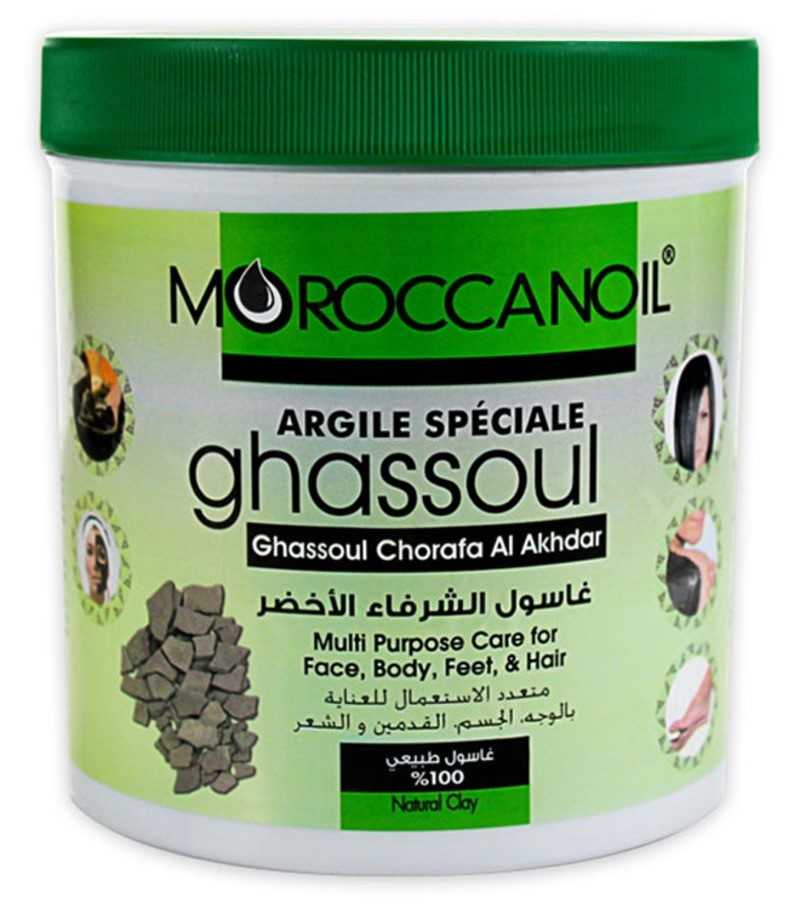 MOROCCANOIL®
ARGILE SPÉCIALE
ghassoul
Ghassoul Chorafa Al Akhdar
غاسول الشرفاء الأخضر
Multi Purpose Care for
Face, Body, Feet, & Hair
متعدد الاستعمال للعناية
بالوجه، الجسم، القدمين و الشعر
غاسول طبيعي
%100
Natural Clay